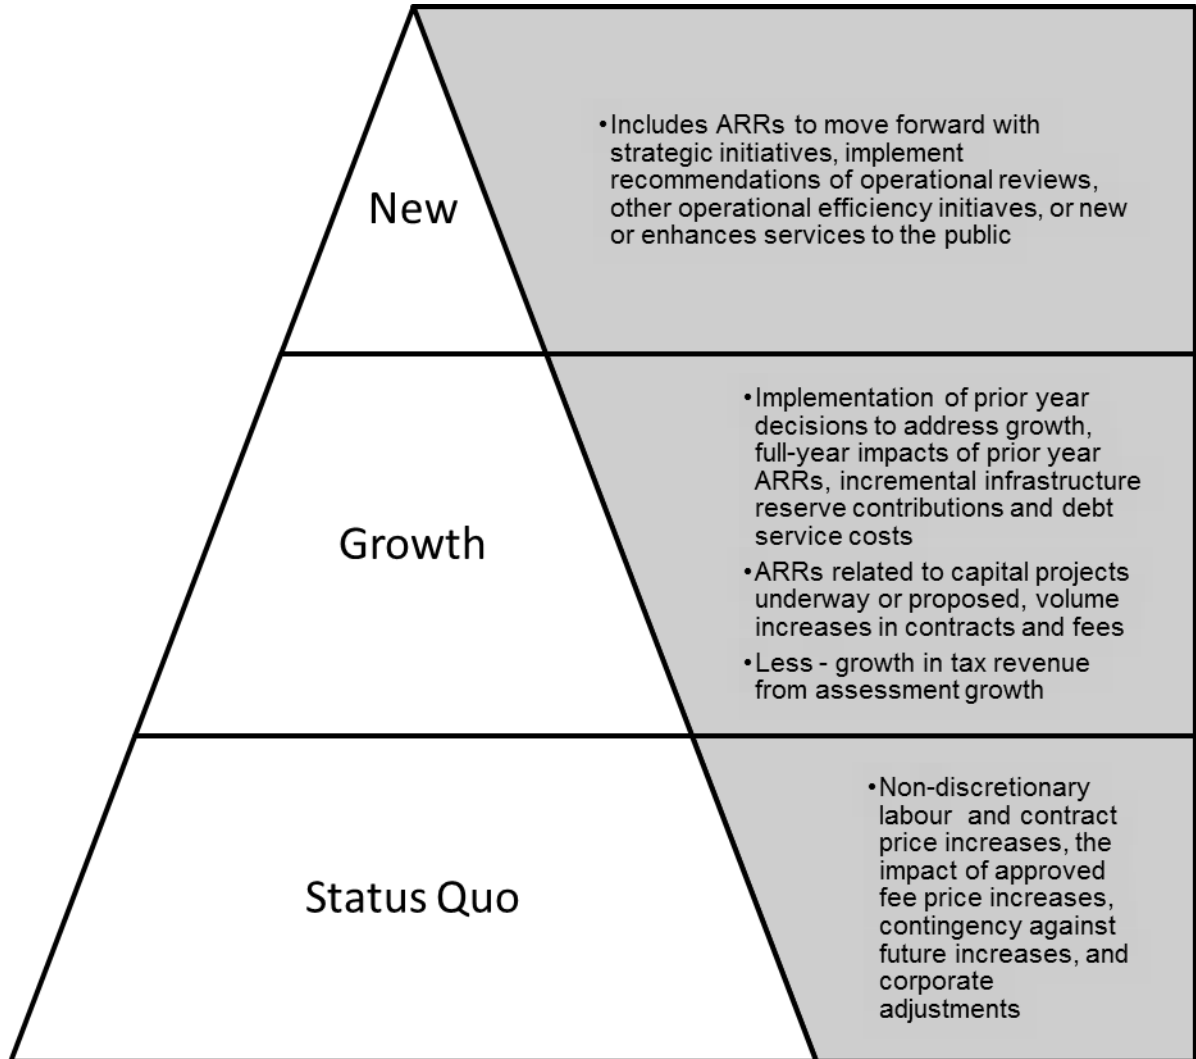 New
•Includes ARRs to move forward with
strategic initiatives, implement
recommendations of operational reviews,
other operational efficiency initiaves, or new
or enhances services to the public
Growth
•Implementation of prior year
decisions to address growth,
full-year impacts of prior year
ARRs, incremental infrastructure
reserve contributions and debt
service costs
•ARRs related to capital projects
underway or proposed, volume
increases in contracts and fees
•Less - growth in tax revenue
from assessment growth
Status Quo
•Non-discretionary
labour and contract
price increases, the
impact of approved
fee price increases,
contingency against
future increases, and
corporate
adjustments